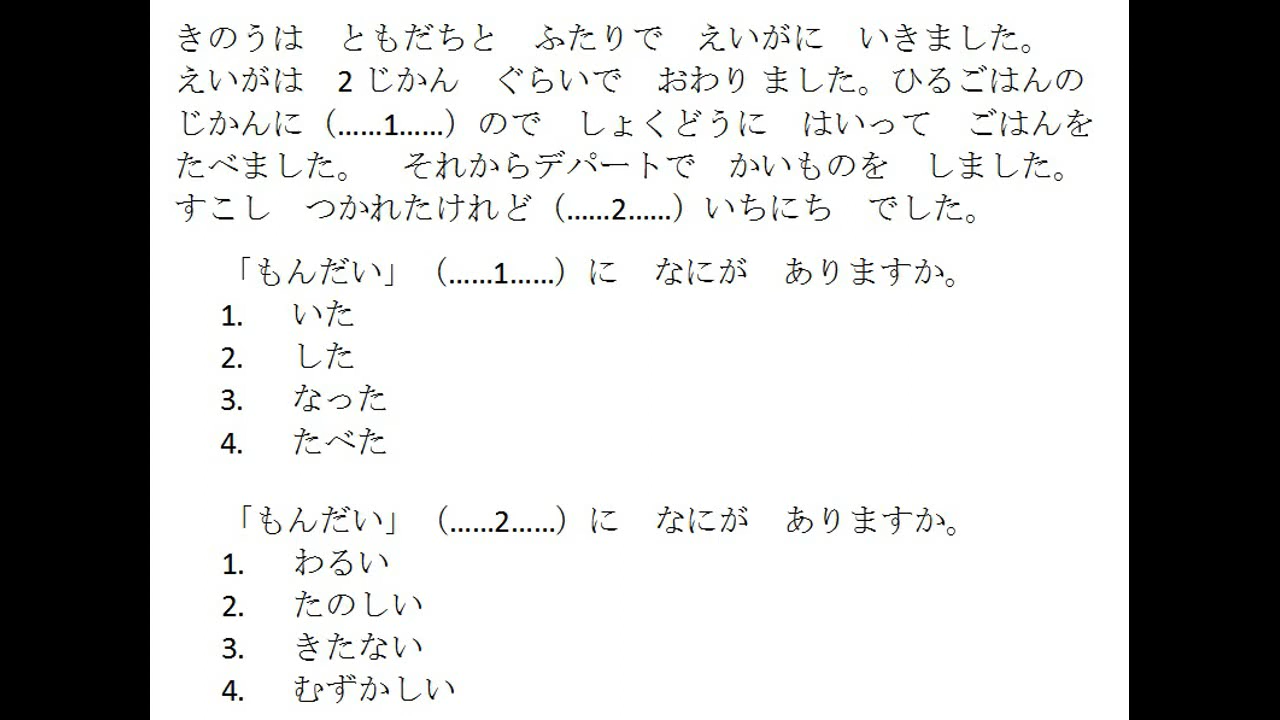 きのうは　ともだちと　ふたりで　えいがに　いきました。
えいがは　2 じかん　ぐらいで　おわり ました。ひるごはんの
じかんに（……1……）ので　しょくどうに　はいって　ごはんを
たべました。　それからデパートで　かいものを　しました。
すこし　つかれたけれど（……2……）いちにち　でした。
「もんだい」（……1……）に　なにが　ありますか。
1.　いた
2.　した
3.　なった
4.　たべた
「もんだい」（……2……）に　なにが　ありますか。
1.　わるい
2.　たのしい
3.　きたない
4.　むずかしい